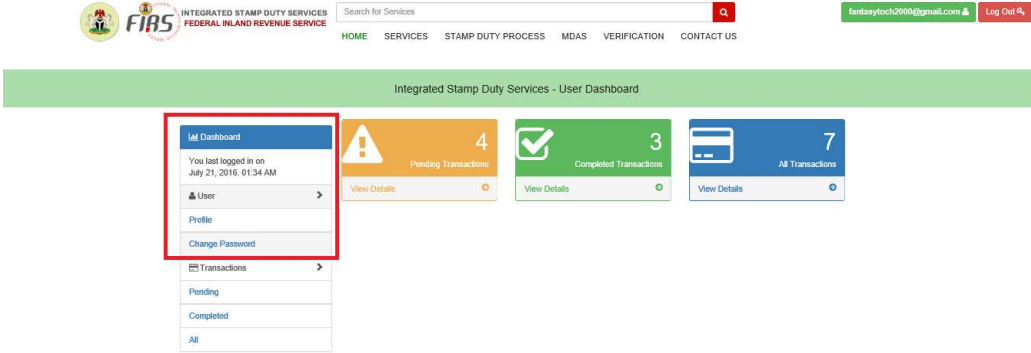 FIRS
INTEGRATED STAMP DUTY SERVICES
FEDERAL INLAND REVENUE SERVICE
Search for Services
fantasytoch2000@gmail.com
Log Out
HOME SERVICES STAMP DUTY PROCESS MDAS VERIFICATION CONTACT US
Integrated Stamp Duty Services - User Dashboard
Dashboard
You last logged in on
July 21, 2016. 01:34 AM
User
Profile
Change Password
Transactions
Pending
Completed
All
4
Pending Transactions
View Details
3
Completed Transactions
View Details
7
All Transactions
View Details